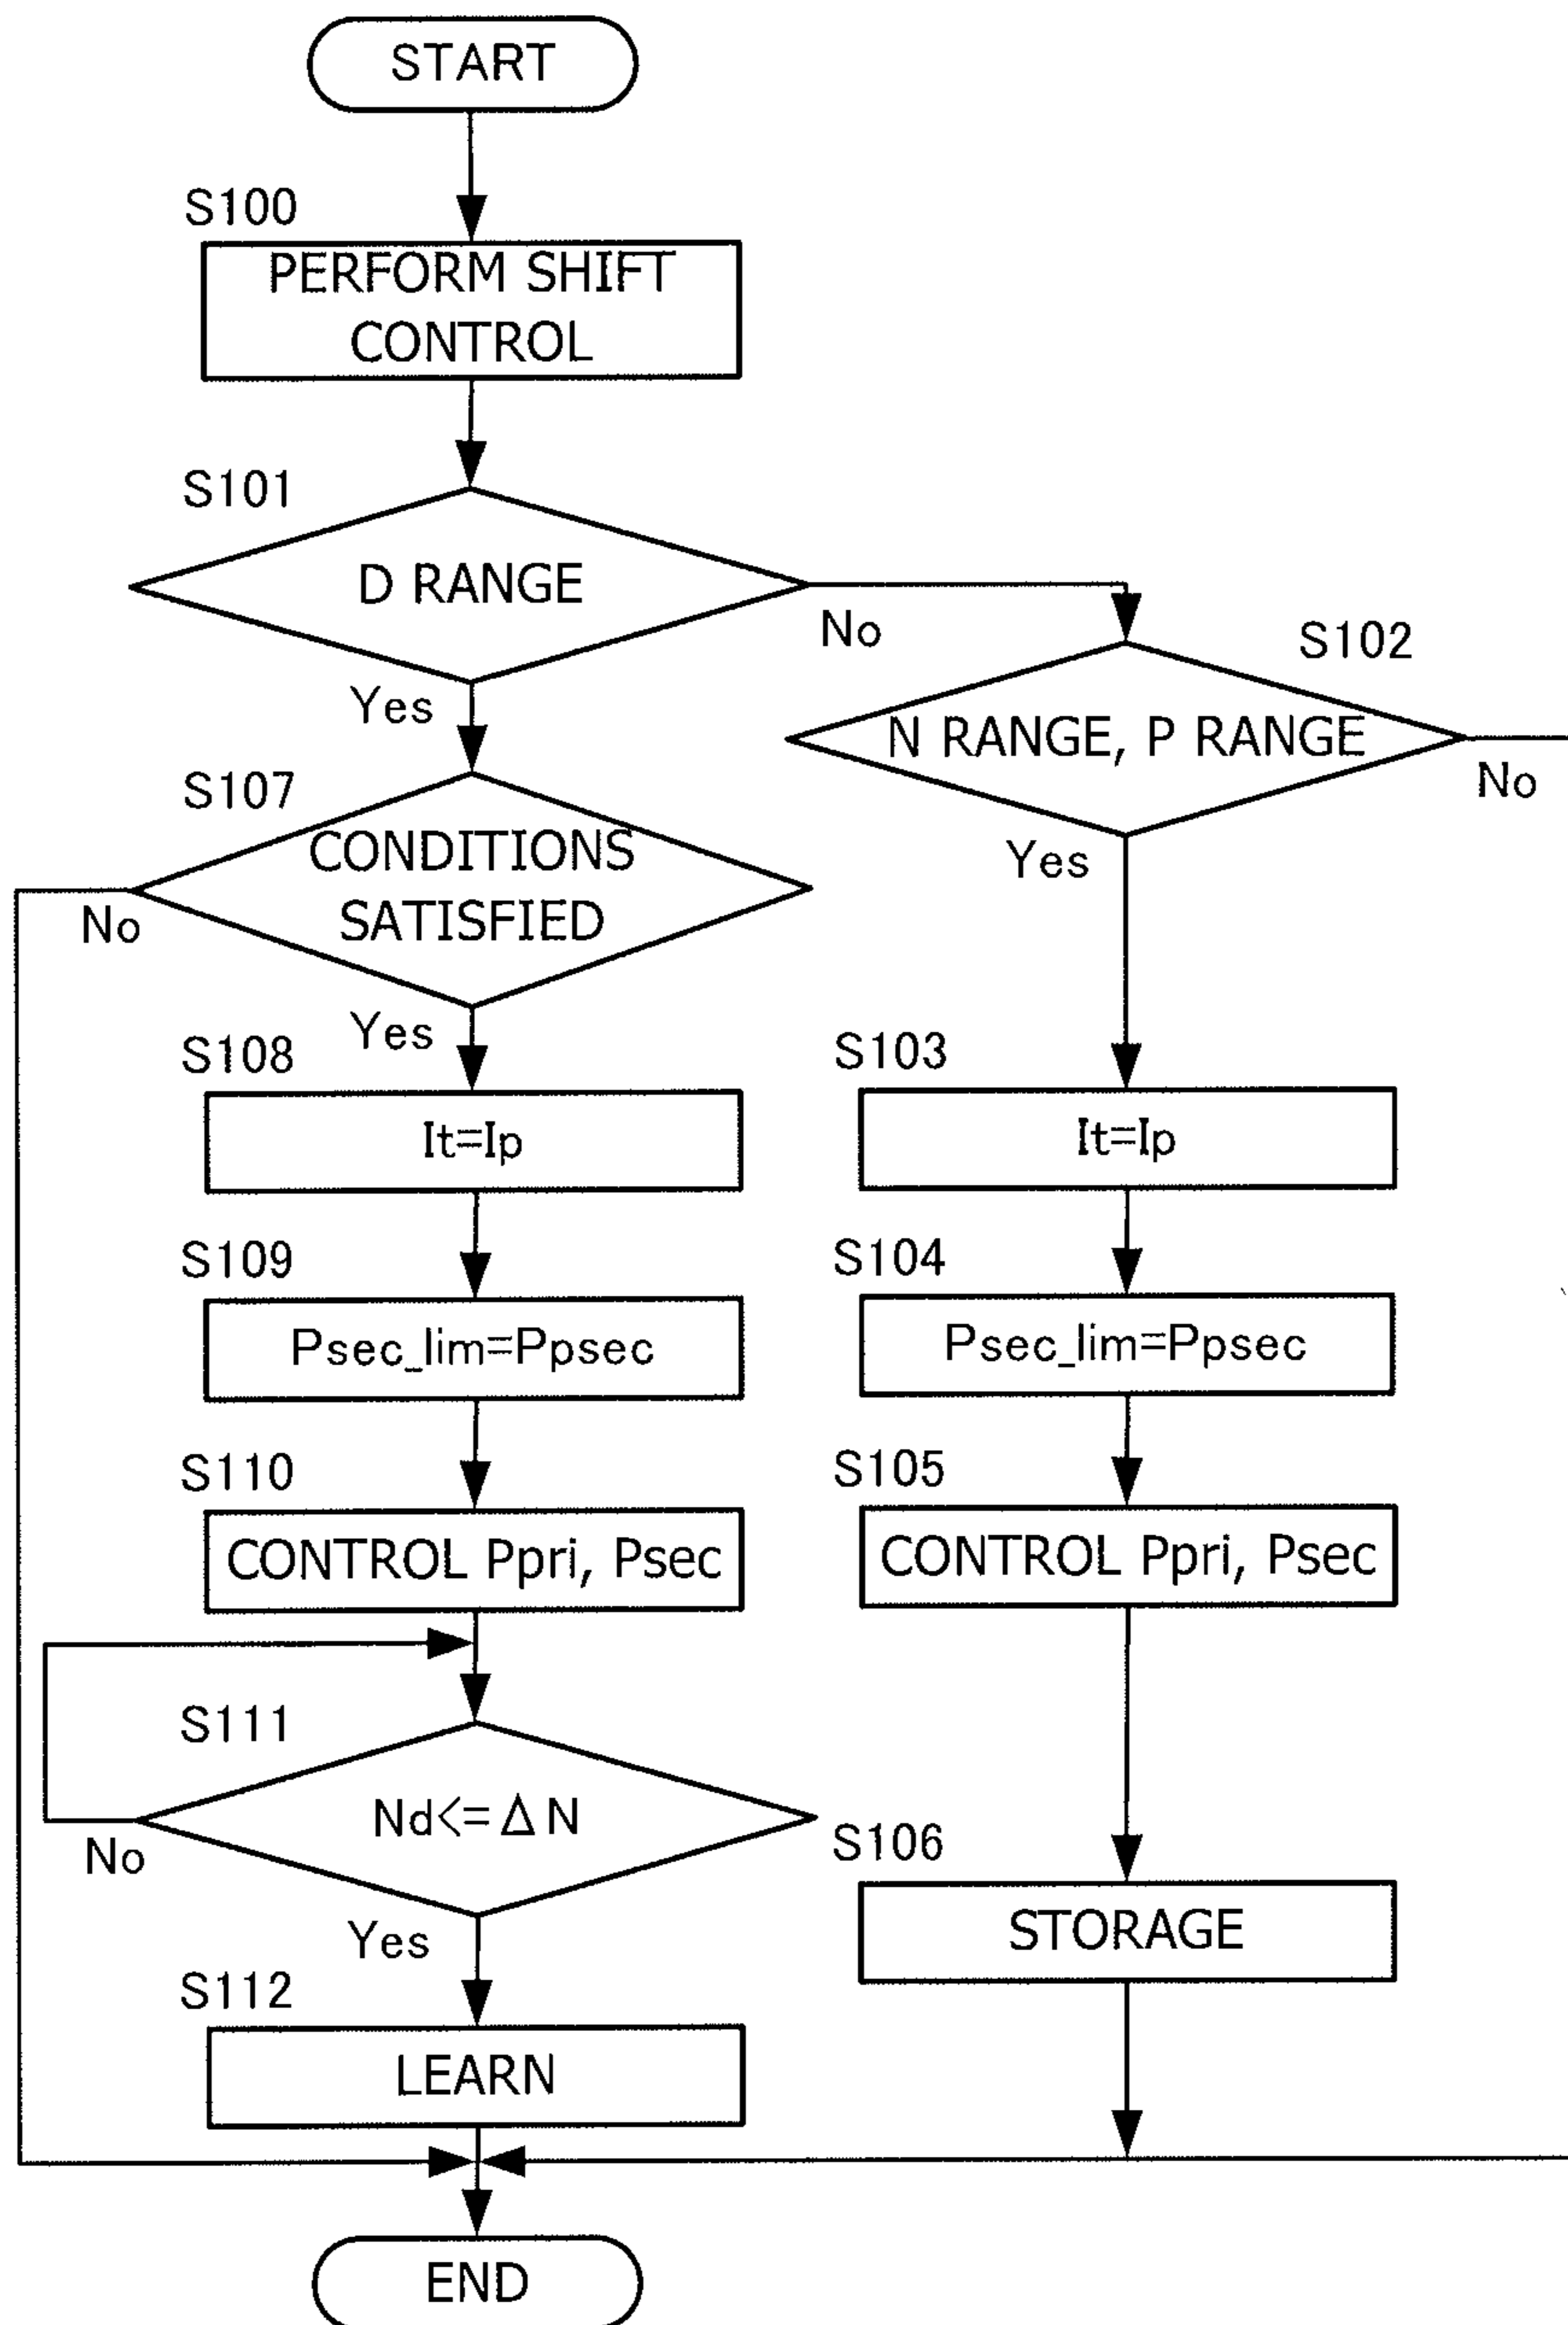 START
S100
PERFORM SHIFT
CONTROL
S101
D RANGE
No
Yes
S102
N RANGE, P RANGE
No
Yes
S107
CONDITIONS
SATISFIED
No
Yes
S108
It=Ip
S103
It=Ip
S109
Psec_lim=Ppsec
S104
Psec_lim=Ppsec
S110
CONTROL Ppri, Psec
S105
CONTROL Ppri, Psec
S111
Nd<=ΔN
No
Yes
S106
STORAGE
S112
LEARN
END